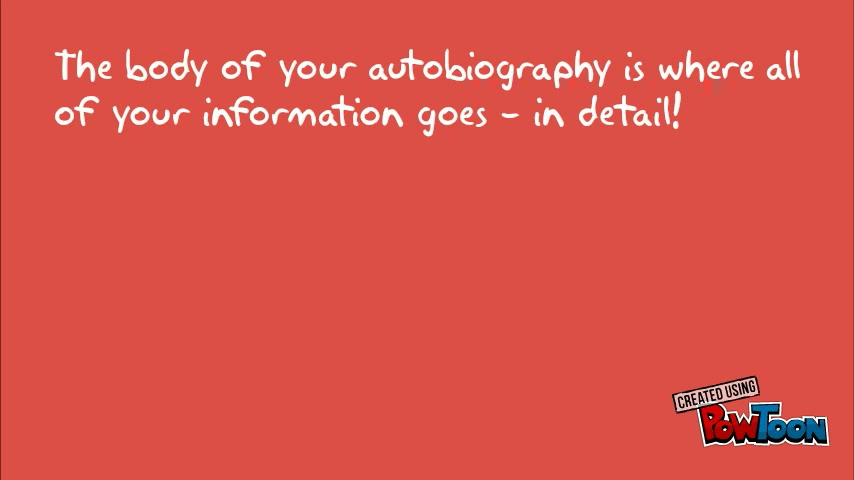 The body of your autobiography is where all
of your information goes - in detail!
CREATED USING
POWTOON